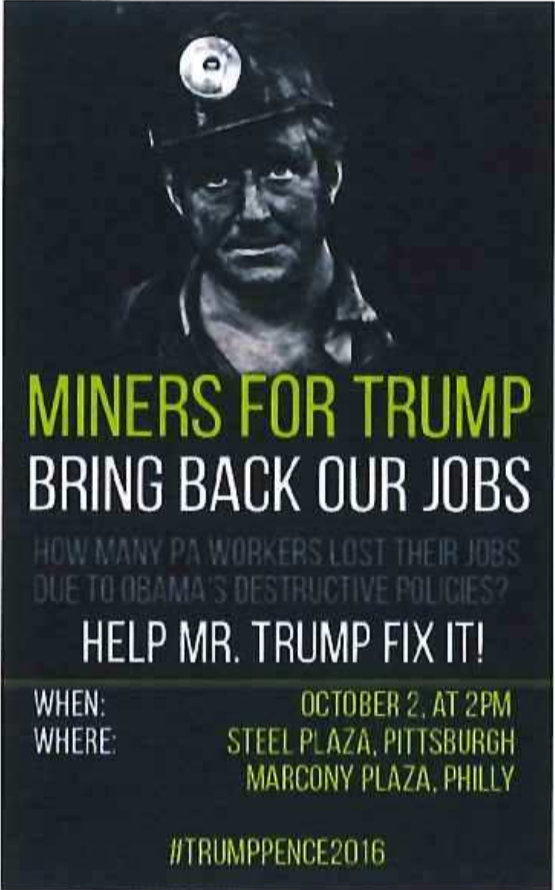 MINERS FOR TRUMP
BRING BACK OUR JOBS
HOW MANY PA WORKERS LOST THEIR JOBS
DUE TO OBAMA'S DESTRUCTIVE POLICIES?
HELP MR. TRUMP FIX IT!
WHEN: OCTOBER 2, AT 2PM
WHERE: STEEL PLAZA, PITTSBURGH
MARCONY PLAZA, PHILLY
#TRUMPPENCE2016